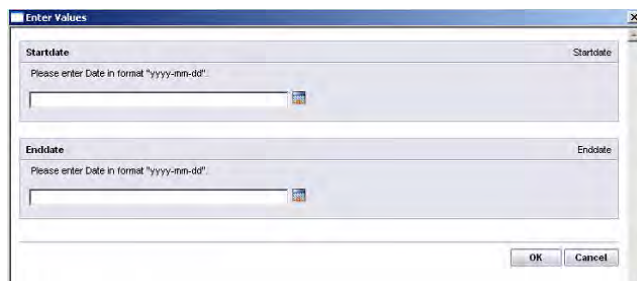 Enter Values
Startdate Startdate
Please enter Date in format "yyyy-mm-dd".
Enddate Enddate
Please enter Date in format "yyyy-mm-dd".
OK Cancel